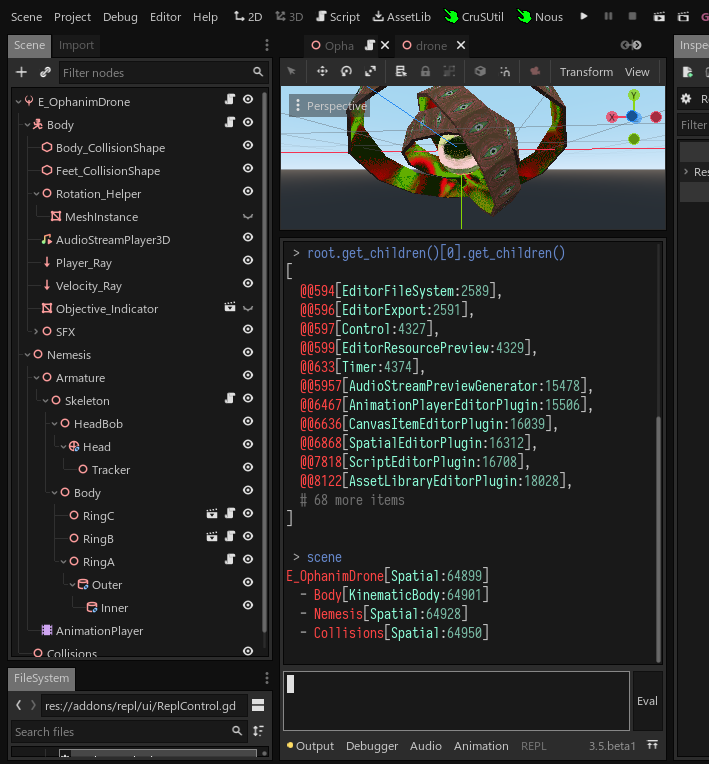 Scene Project Debug Editor Help 2D 3D Script AssetLib CruSUtil Nous
Scene Import
Filter nodes
E_OphanimDrone
Body
Body_CollisionShape
Feet_CollisionShape
Rotation_Helper
MeshInstance
AudioStreamPlayer3D
Player_Ray
Velocity_Ray
Objective_Indicator
SFX
Nemesis
Armature
Skeleton
HeadBob
Head
Tracker
Body
RingC
RingB
RingA
Outer
Inner
AnimationPlayer
Collisions
FileSystem
res://addons/repl/ui/ReplControl.gd
Search files
Opha drone
Transform View
Perspective
Y
X
> root.get_children()[0].get_children()
[
@@594[EditorFileSystem:2589],
@@596[EditorExport:2591],
@@597[Control:4327],
@@599[EditorResourcePreview:4329],
@@633[Timer:4374],
@@5957[AudioStreamPreviewGenerator:15478],
@@6467[AnimationPlayerEditorPlugin:15506],
@@6636[CanvasItemEditorPlugin:16039],
@@6868[SpatialEditorPlugin:16312],
@@7818[ScriptEditorPlugin:16708],
@@8122[AssetLibraryEditorPlugin:18028],
# 68 more items
]
> scene
E_OphanimDrone[Spatial:64899]
- Body[KinematicBody:64901]
- Nemesis[Spatial:64928]
- Collisions[Spatial:64950]
Eval
Output Debugger Audio Animation REPL 3.5.beta1
Inspe
Filter
Res